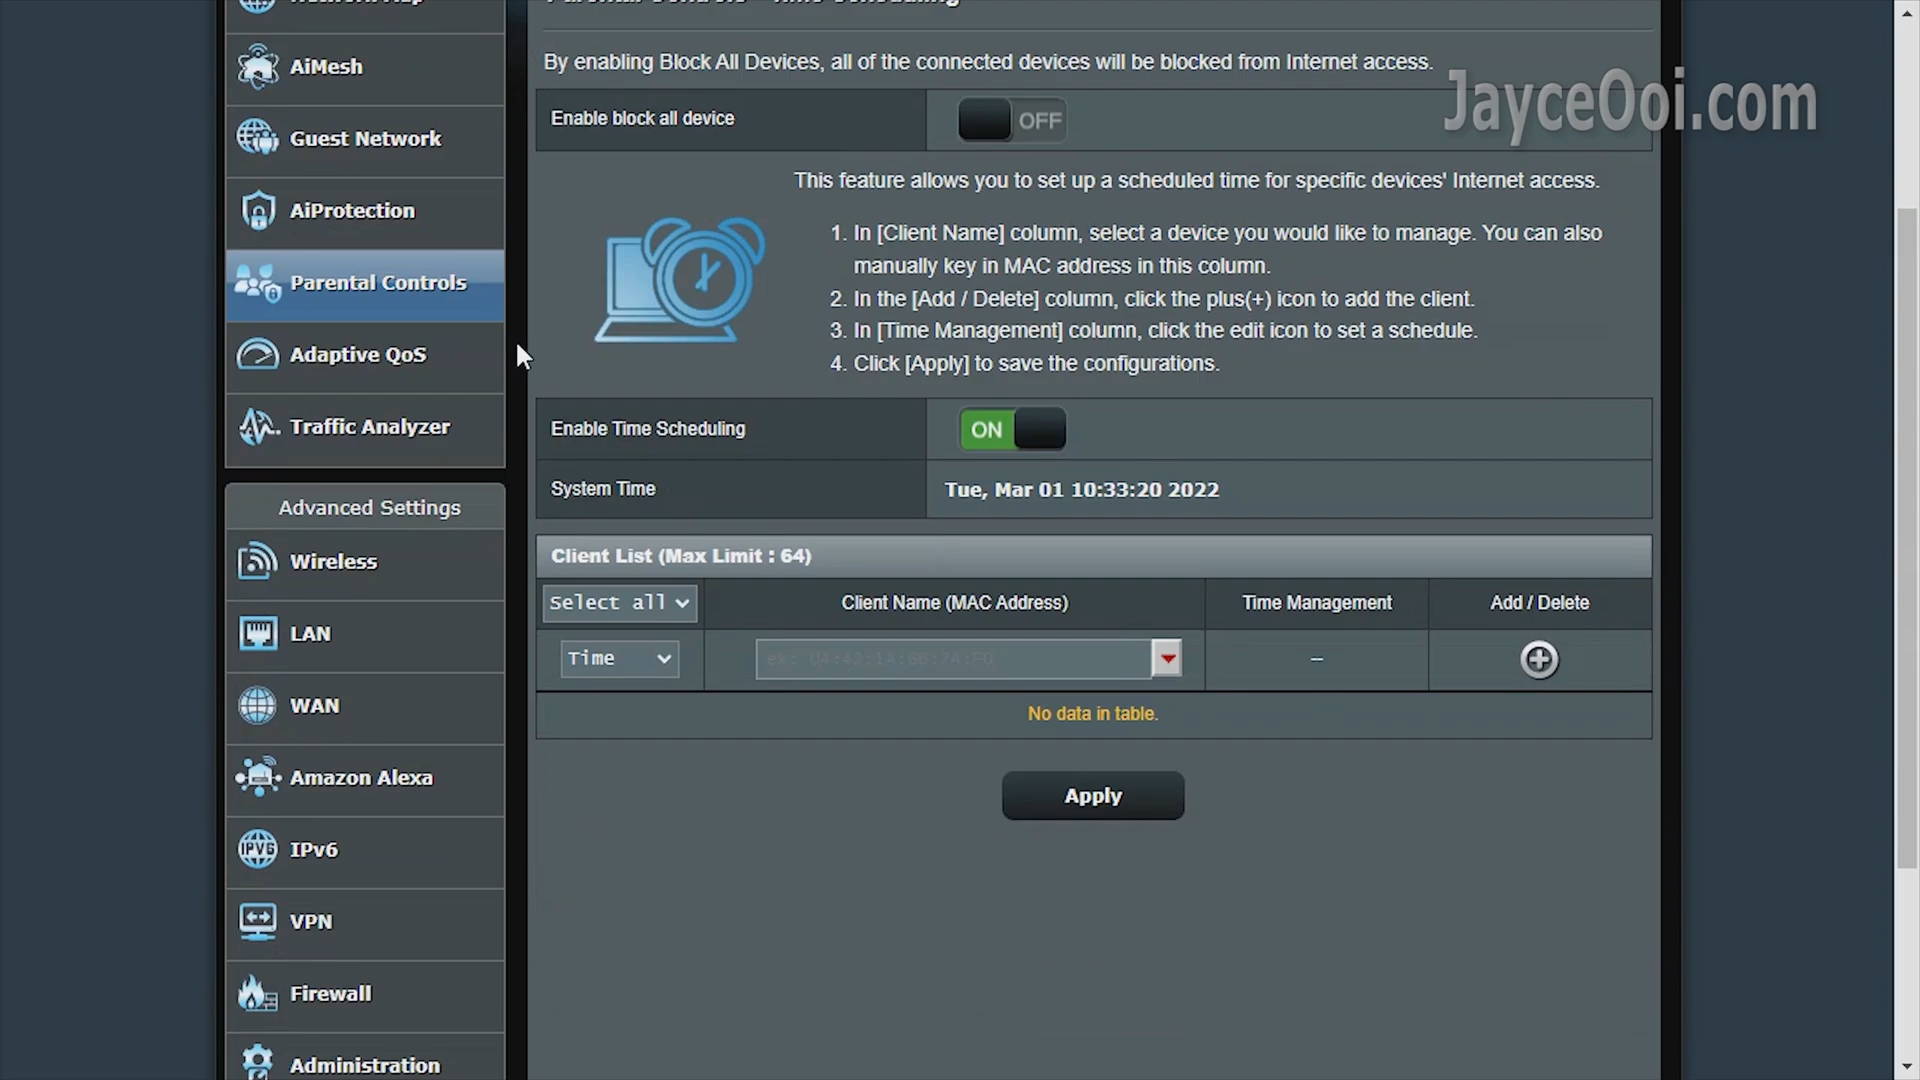 AiMesh
Guest Network
AiProtection
Parental Controls
Adaptive QoS
Traffic Analyzer
Advanced Settings
Wireless
LAN
WAN
Amazon Alexa
IPv6
VPN
Firewall
Administration
By enabling Block All Devices, all of the connected devices will be blocked from Internet access.
JayceOoi.com
Enable block all device
OFF
This feature allows you to set up a scheduled time for specific devices' Internet access.
1. In [Client Name] column, select a device you would like to manage. You can also
manually key in MAC address in this column.
2. In the [Add / Delete] column, click the plus(+) icon to add the client.
3. In [Time Management] column, click the edit icon to set a schedule.
4. Click [Apply] to save the configurations.
Enable Time Scheduling
ON
System Time
Tue, Mar 01 10:33:20 2022
Client List (Max Limit : 64)
Select all
Client Name (MAC Address)
Time Management
Add / Delete
Time
--
No data in table.
Apply